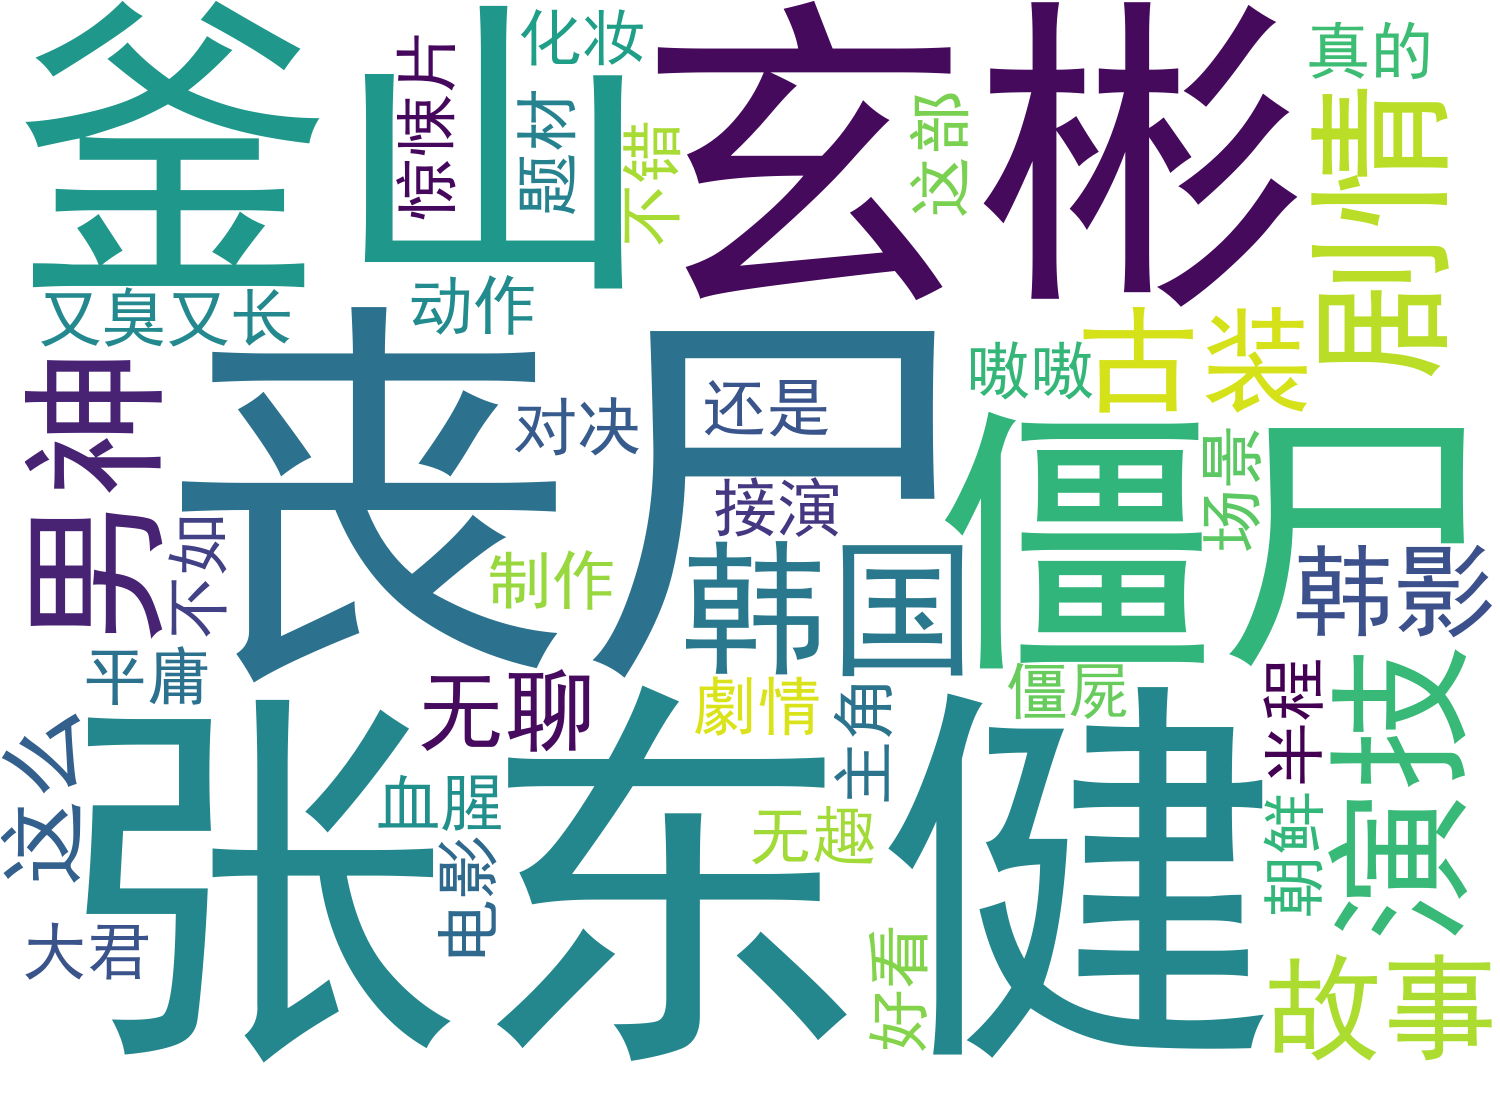 釜山
惊悚片
化妆
题材
不错
玄彬
这部
真的
剧情
又臭又长
动作
丧尸
男神
不如
对决
还是
嗷嗷
古装
僵尸
场景
接演
制作
韩国
韩影
平庸
无聊
劇情
主角
僵屍
半程
演技
这么
张东健
血腥
电影
无趣
朝鲜
大君
好看
故事